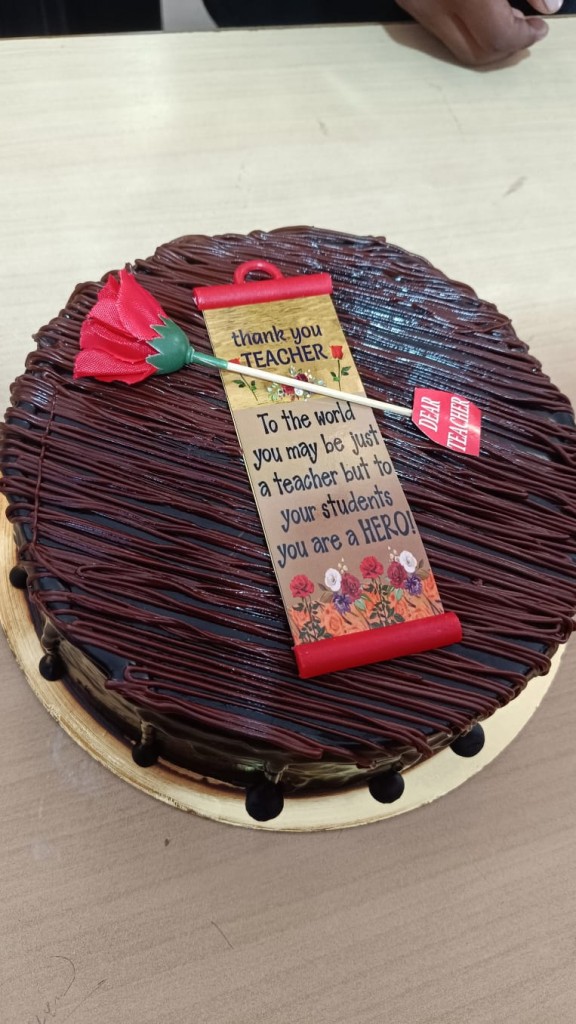 thank you
TEACHER
To the world
you may be just
a teacher but to
your students
you are a HERO!
DEAR
TEACHER